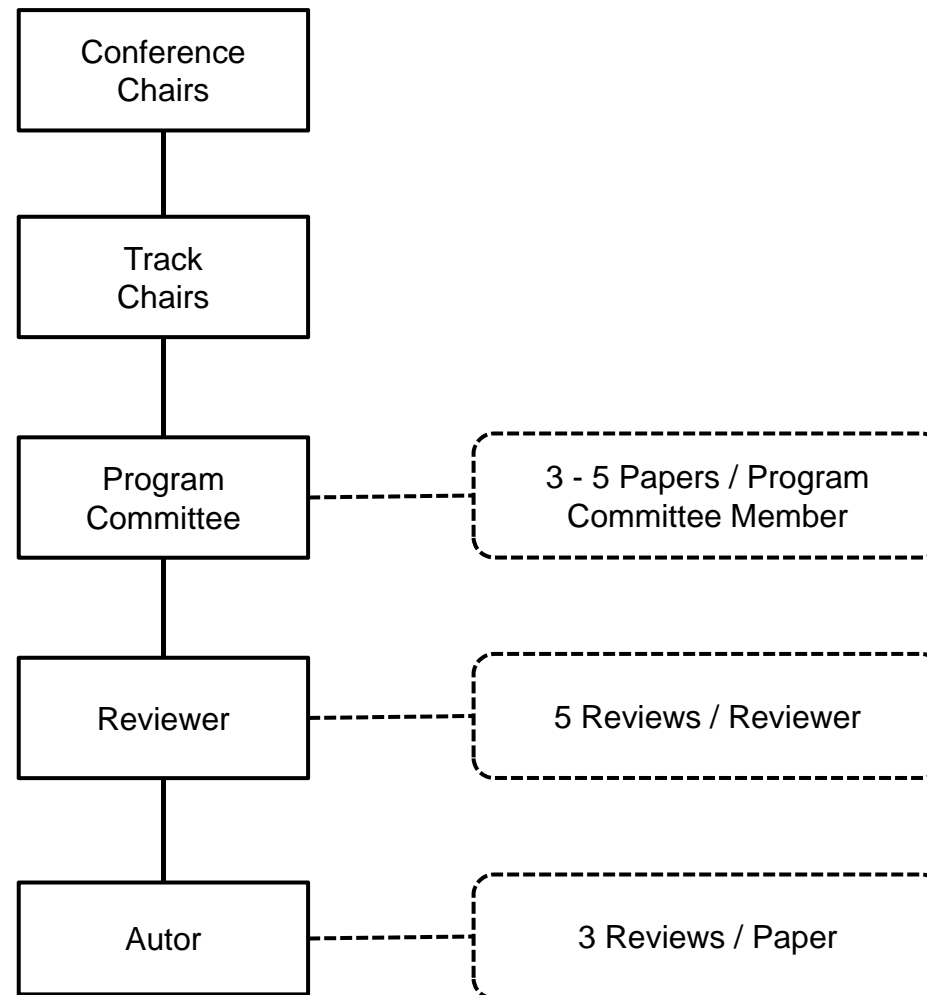 Conference
Chairs
Track
Chairs
Program
Committee
3 - 5 Papers / Program
Committee Member
Reviewer
5 Reviews / Reviewer
Autor
3 Reviews / Paper